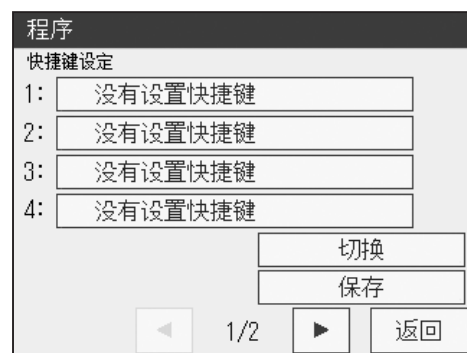 程序
快捷键设定
1: 没有设置快捷键
2: 没有设置快捷键
3: 没有设置快捷键
4: 没有设置快捷键
切换
保存
◀ 1/2 ▶ 返回